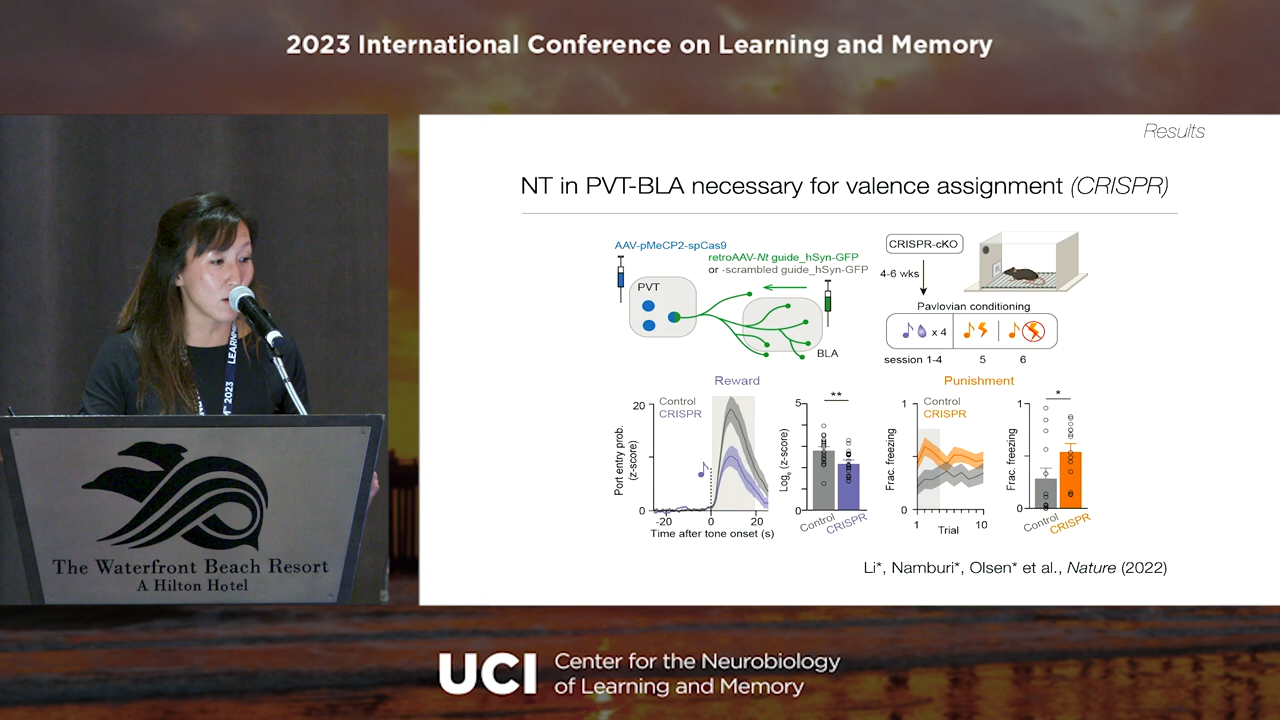 2023 International Conference on Learning and Memory
Results
NT in PVT-BLA necessary for valence assignment (CRISPR)
AAV-pMeCP2-spCas9
retroAAV-Nt guide_hSyn-GFP
or -scrambled guide_hSyn-GFP
PVT
BLA
CRISPR-cKO
4-6 wks
Pavlovian conditioning
x 4
session 1-4 5 6
Reward
Control
CRISPR
20
0
Port entry prob.
(z-score)
-20 0 20
Time after tone onset (s)
**
5
0
Loge (z-score)
Control
CRISPR
Punishment
Control
CRISPR
1
0
Frac. freezing
1 10
Trial
*
1
0
Frac. freezing
Control
CRISPR
Li*, Namburi*, Olsen* et al., Nature (2022)
2023
The Waterfront Beach Resort
A Hilton Hotel
UCI Center for the Neurobiology
of Learning and Memory